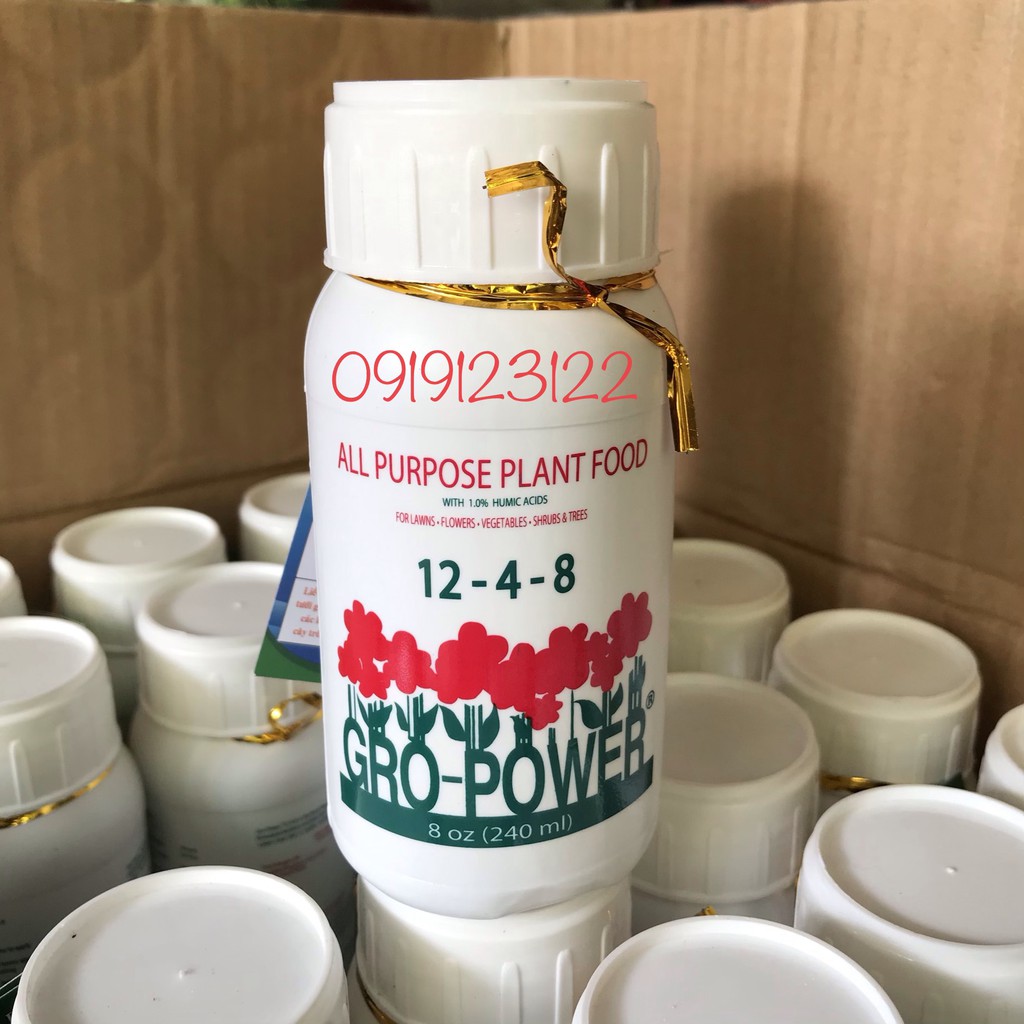 0919123122
ALL PURPOSE PLANT FOOD
WITH 1.0% HUMIC ACIDS
FOR LAWNS • FLOWERS • VEGETABLES • SHRUBS & TREES
12 - 4 - 8
GRO-POWER®
8 oz (240 ml)